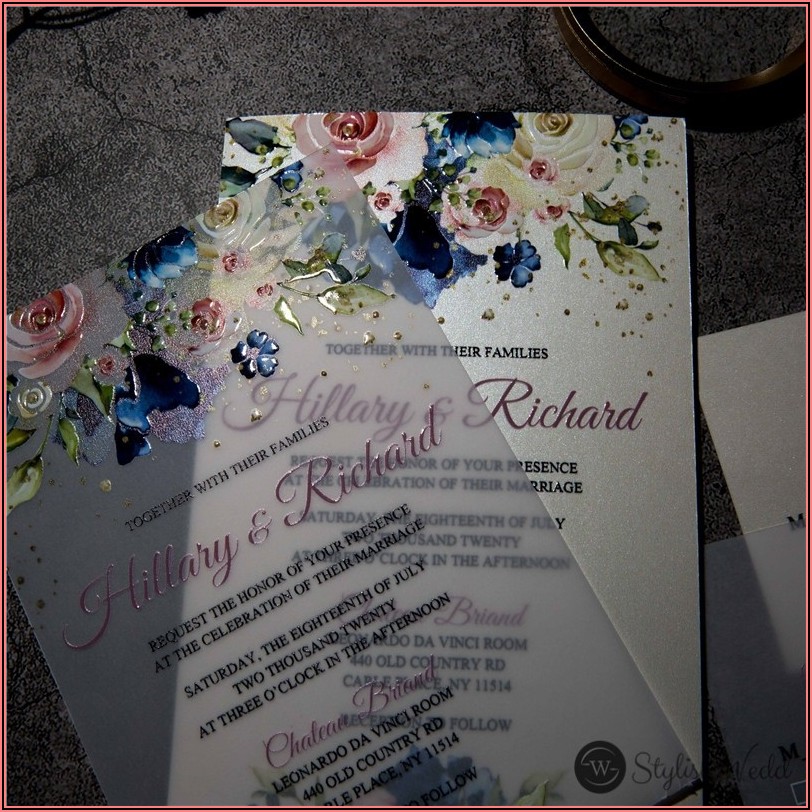 TOGETHER WITH THEIR FAMILIES
Hillary & Richard
REQUEST THE HONOR OF YOUR PRESENCE
AT THE CELEBRATION OF THEIR MARRIAGE
SATURDAY, THE EIGHTEENTH OF JULY
TWO THOUSAND TWENTY
AT THREE O'CLOCK IN THE AFTERNOON
Chateau Briand
LEONARDO DA VINCI ROOM
440 OLD COUNTRY RD
CARLE PLACE, NY 11514
RECEPTION TO FOLLOW
TOGETHER WITH THEIR FAMILIES
Hillary & Richard
REQUEST THE HONOR OF YOUR PRESENCE
AT THE CELEBRATION OF THEIR MARRIAGE
SATURDAY, THE EIGHTEENTH OF JULY
TWO THOUSAND TWENTY
AT THREE O'CLOCK IN THE AFTERNOON
Chateau Briand
LEONARDO DA VINCI ROOM
440 OLD COUNTRY RD
CARLE PLACE, NY 11514
TO FOLLOW
M
M
W